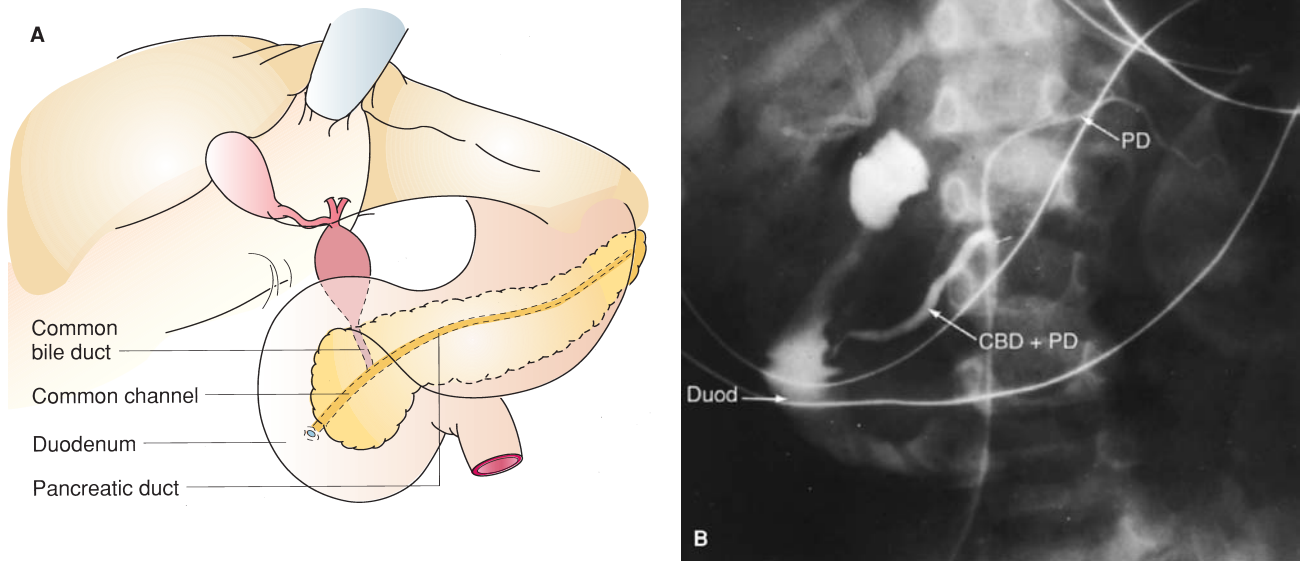 A
Common
bile duct
Common channel
Duodenum
Pancreatic duct
PD
CBD + PD
Duod
B